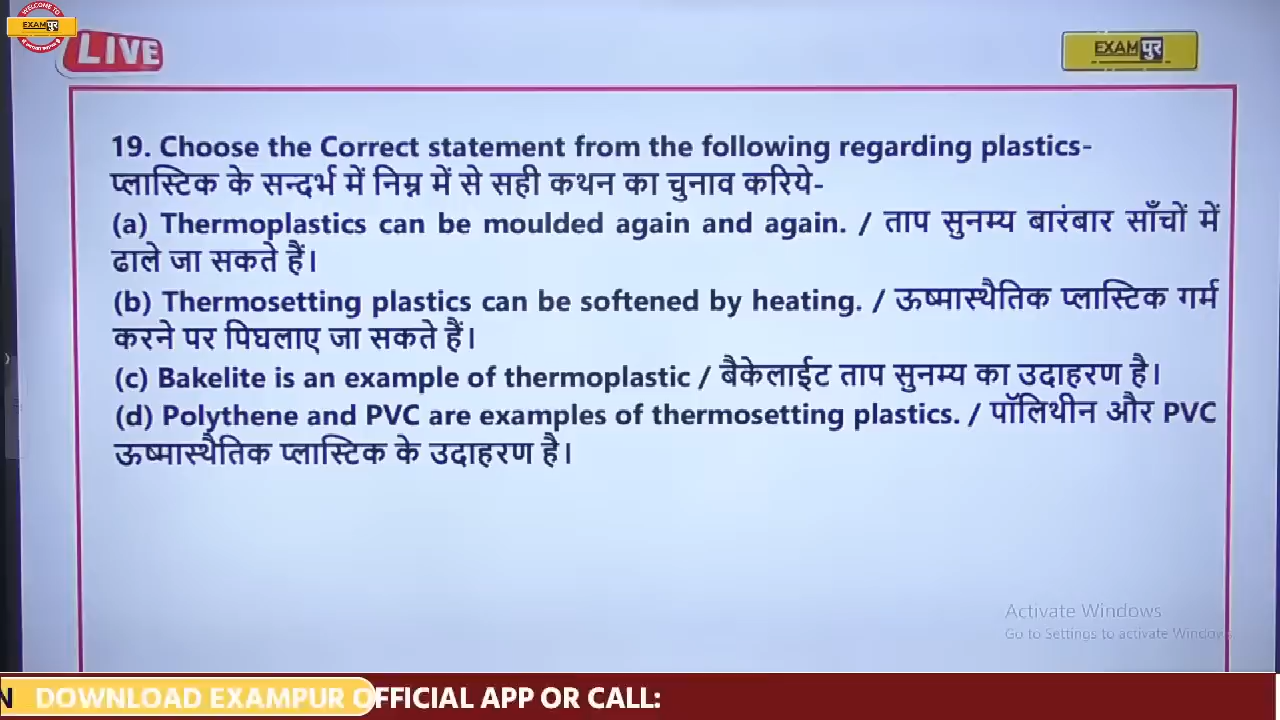 WELCOME TO
EXAMपुर
LIVE
EXAMपुर
19. Choose the Correct statement from the following regarding plastics-
प्लास्टिक के सन्दर्भ में निम्न में से सही कथन का चुनाव करिये-
(a) Thermoplastics can be moulded again and again. / ताप सुनम्य बारंबार साँचों में
ढाले जा सकते हैं।
(b) Thermosetting plastics can be softened by heating. / ऊष्मास्थैतिक प्लास्टिक गर्म
करने पर पिघलाए जा सकते हैं।
(c) Bakelite is an example of thermoplastic / बैकेलाईट ताप सुनम्य का उदाहरण है।
(d) Polythene and PVC are examples of thermosetting plastics. / पॉलिथीन और PVC
ऊष्मास्थैतिक प्लास्टिक के उदाहरण है।
Activate Windows
Go to Settings to activate Windows
N DOWNLOAD EXAMPUR OFFICIAL APP OR CALL: